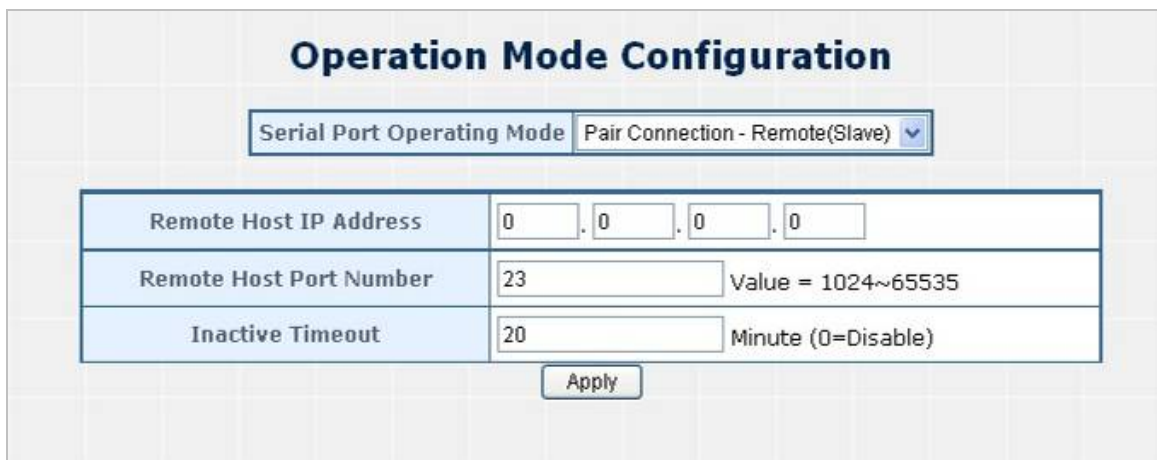 Operation Mode Configuration
Serial Port Operating Mode Pair Connection - Remote(Slave)
Remote Host IP Address 0 . 0 . 0 . 0
Remote Host Port Number 23 Value = 1024~65535
Inactive Timeout 20 Minute (0=Disable)
Apply